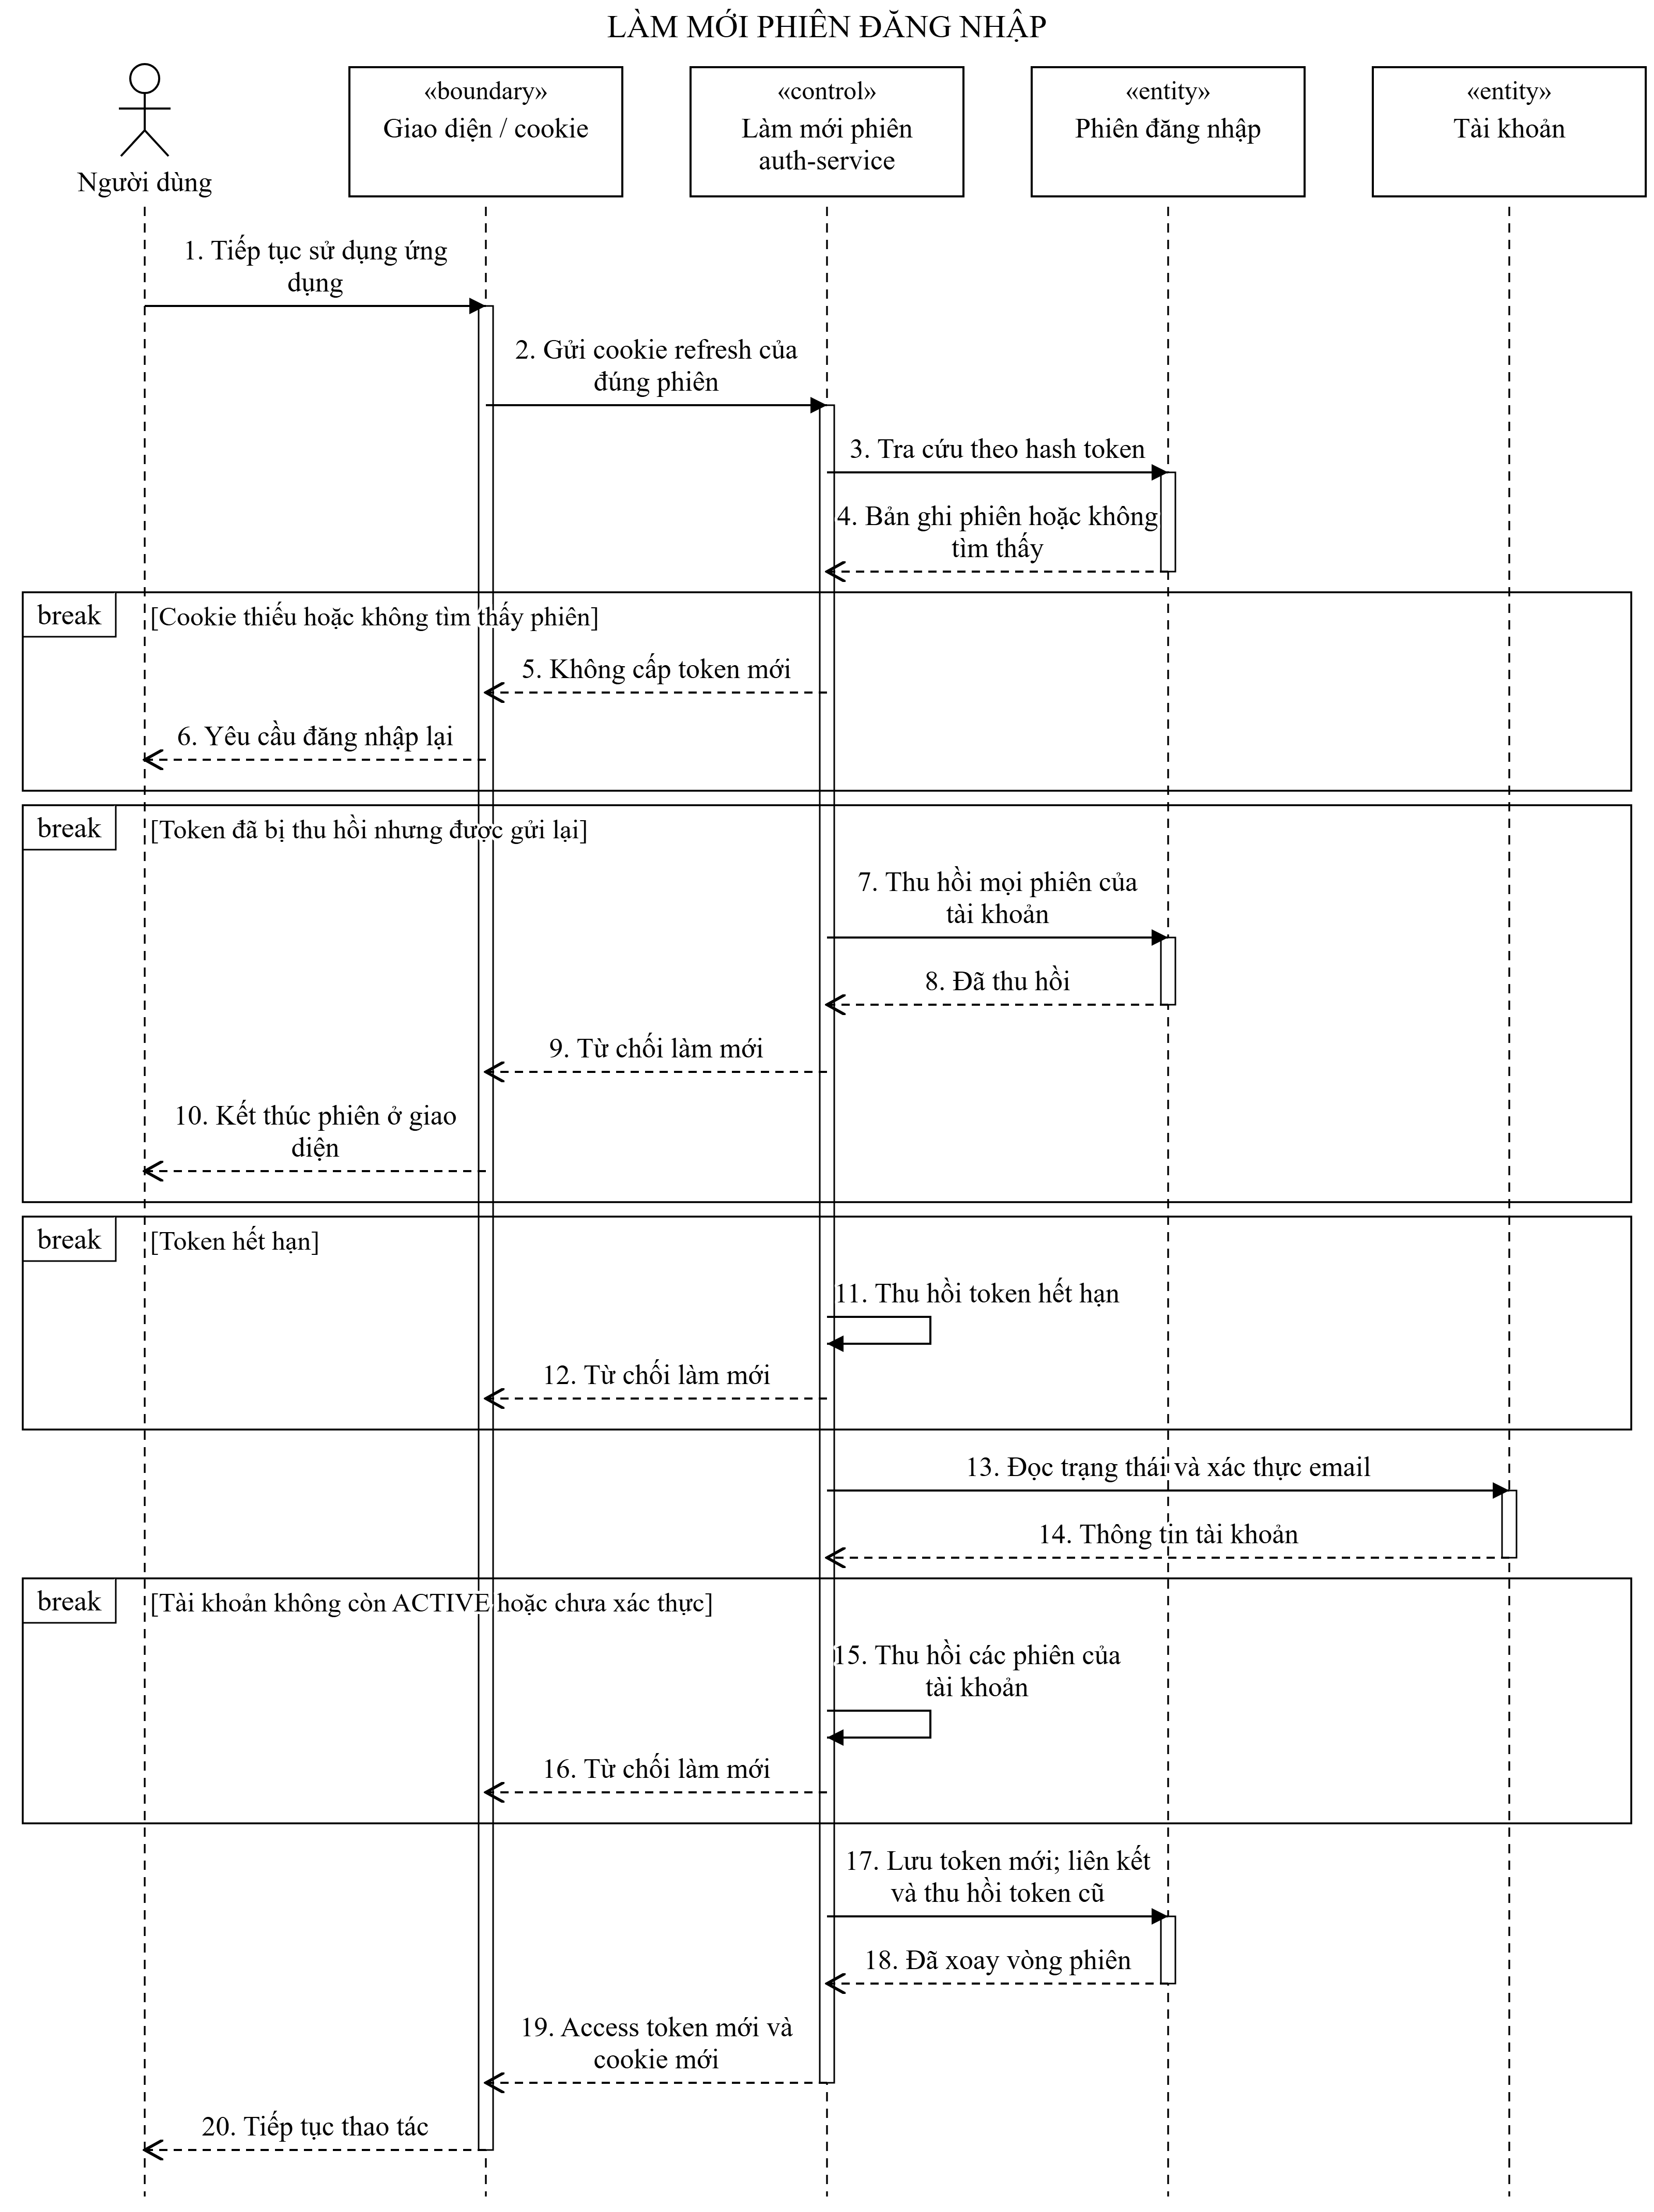 LÀM MỚI PHIÊN ĐĂNG NHẬP
Người dùng
«boundary»
Giao diện / cookie
«control»
Làm mới phiên
auth-service
«entity»
Phiên đăng nhập
«entity»
Tài khoản
1. Tiếp tục sử dụng ứng
dụng
2. Gửi cookie refresh của
đúng phiên
3. Tra cứu theo hash token
4. Bản ghi phiên hoặc không
tìm thấy
break
[Cookie thiếu hoặc không tìm thấy phiên]
5. Không cấp token mới
6. Yêu cầu đăng nhập lại
break
[Token đã bị thu hồi nhưng được gửi lại]
7. Thu hồi mọi phiên của
tài khoản
8. Đã thu hồi
9. Từ chối làm mới
10. Kết thúc phiên ở giao
diện
break
[Token hết hạn]
11. Thu hồi token hết hạn
12. Từ chối làm mới
13. Đọc trạng thái và xác thực email
14. Thông tin tài khoản
break
[Tài khoản không còn ACTIVE hoặc chưa xác thực]
15. Thu hồi các phiên của
tài khoản
16. Từ chối làm mới
17. Lưu token mới; liên kết
và thu hồi token cũ
18. Đã xoay vòng phiên
19. Access token mới và
cookie mới
20. Tiếp tục thao tác